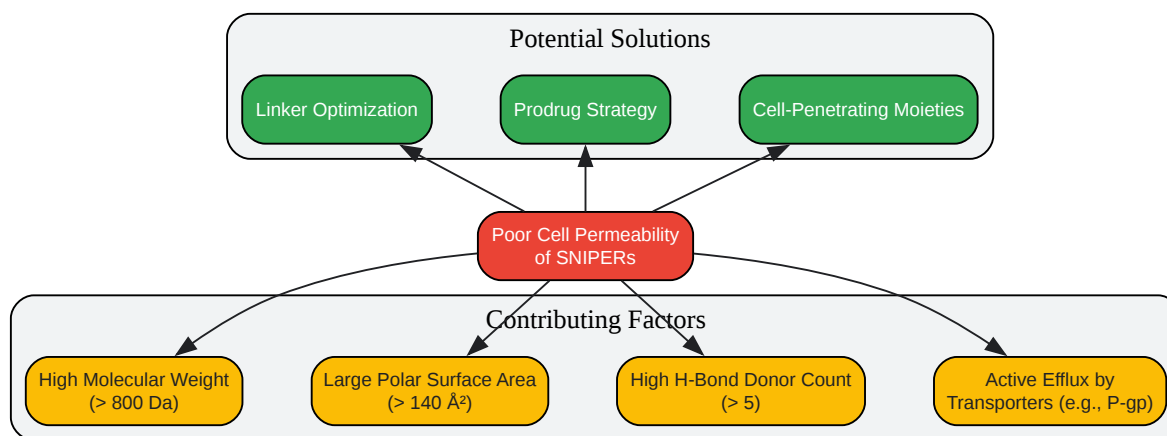 Potential Solutions
Linker Optimization
Prodrug Strategy
Cell-Penetrating Moieties
Poor Cell Permeability
of SNIPERs
Contributing Factors
High Molecular Weight
(> 800 Da)
Large Polar Surface Area
(> 140 Å²)
High H-Bond Donor Count
(> 5)
Active Efflux by
Transporters (e.g., P-gp)